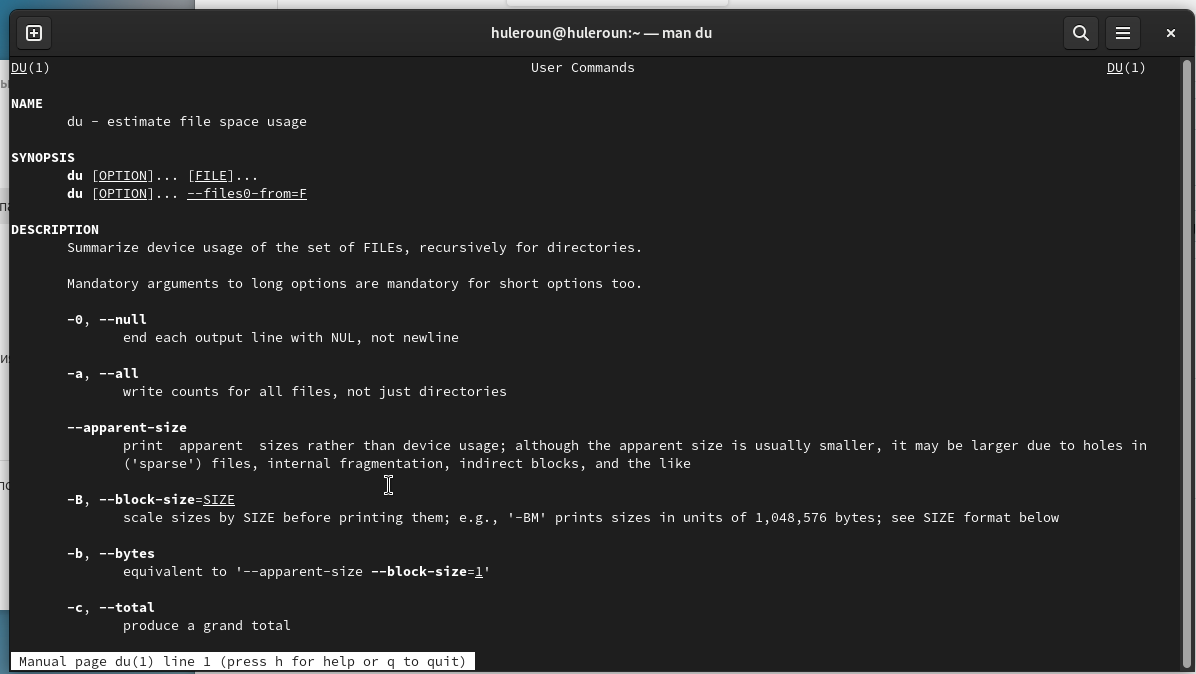 huleroun@huleroun:~ — man du
DU(1) User Commands DU(1)
NAME
du - estimate file space usage
SYNOPSIS
du [OPTION]... [FILE]...
du [OPTION]... --files0-from=F
DESCRIPTION
Summarize device usage of the set of FILEs, recursively for directories.
Mandatory arguments to long options are mandatory for short options too.
-0, --null
end each output line with NUL, not newline
-a, --all
write counts for all files, not just directories
--apparent-size
print  apparent  sizes rather than device usage; although the apparent size is usually smaller, it may be larger due to holes in
('sparse') files, internal fragmentation, indirect blocks, and the like
-B, --block-size=SIZE
scale sizes by SIZE before printing them; e.g., '-BM' prints sizes in units of 1,048,576 bytes; see SIZE format below
-b, --bytes
equivalent to '--apparent-size --block-size=1'
-c, --total
produce a grand total
Manual page du(1) line 1 (press h for help or q to quit)